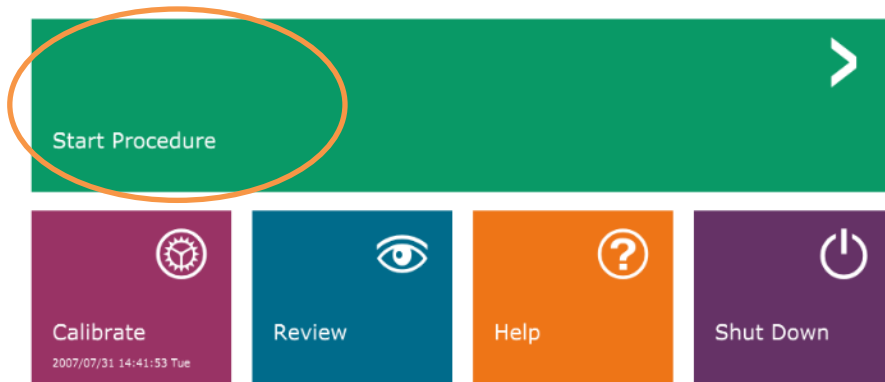 Start Procedure
Calibrate
2007/07/31 14:41:53 Tue
Review
Help
Shut Down